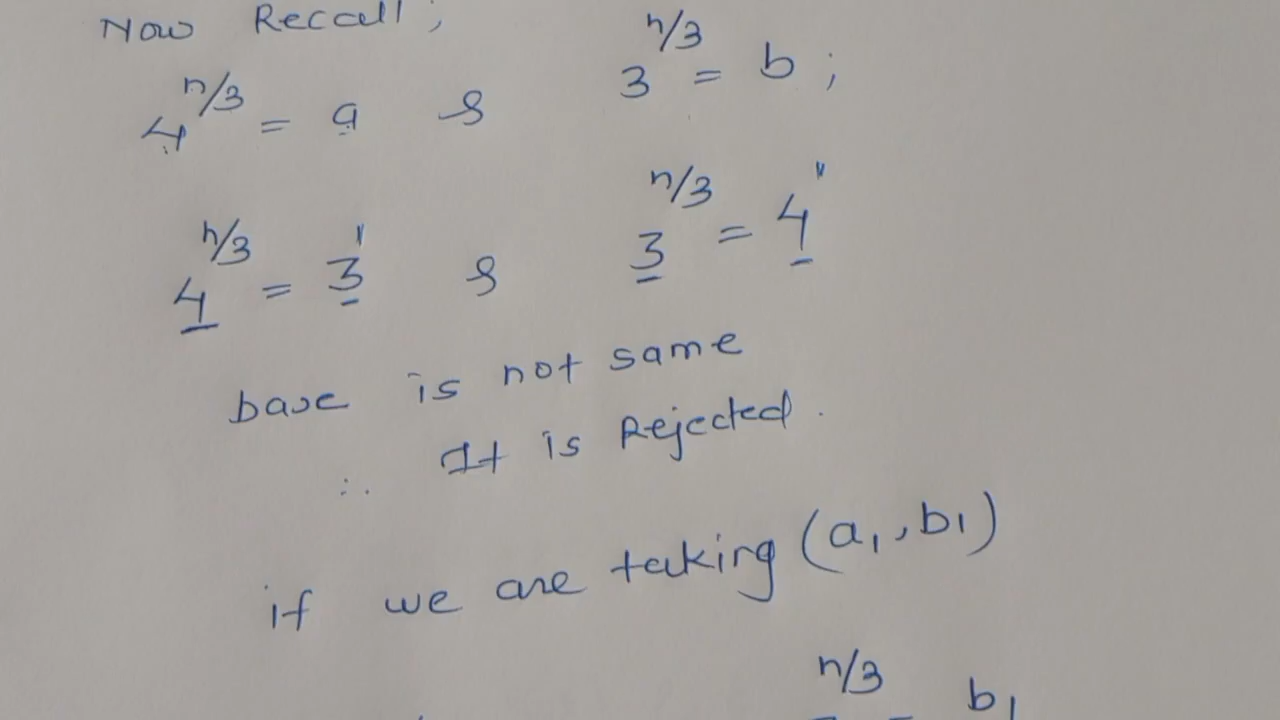 Now Recall,
4^{n/3} = a & 3^{n/3} = b ;
4^{n/3} = 3^1 & 3^{n/3} = 4^1
base is not same
∴ It is Rejected.
if we are taking (a₁, b₁)
n/3 b₁